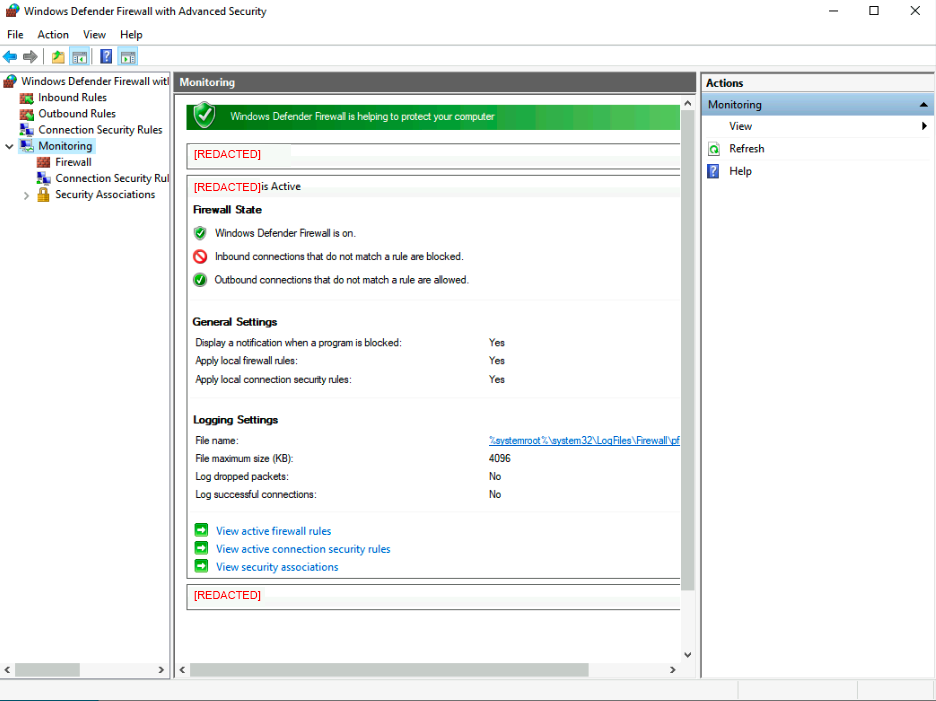 Windows Defender Firewall with Advanced Security
File Action View Help
Windows Defender Firewall wit
Inbound Rules
Outbound Rules
Connection Security Rules
Monitoring
Firewall
Connection Security Rul
Security Associations
Monitoring
Windows Defender Firewall is helping to protect your computer
[REDACTED]
[REDACTED]is Active
Firewall State
Windows Defender Firewall is on.
Inbound connections that do not match a rule are blocked.
Outbound connections that do not match a rule are allowed.
General Settings
Display a notification when a program is blocked: Yes
Apply local firewall rules: Yes
Apply local connection security rules: Yes
Logging Settings
File name: %systemroot%\system32\LogFiles\Firewall\pf
File maximum size (KB): 4096
Log dropped packets: No
Log successful connections: No
View active firewall rules
View active connection security rules
View security associations
[REDACTED]
Actions
Monitoring
View
Refresh
Help